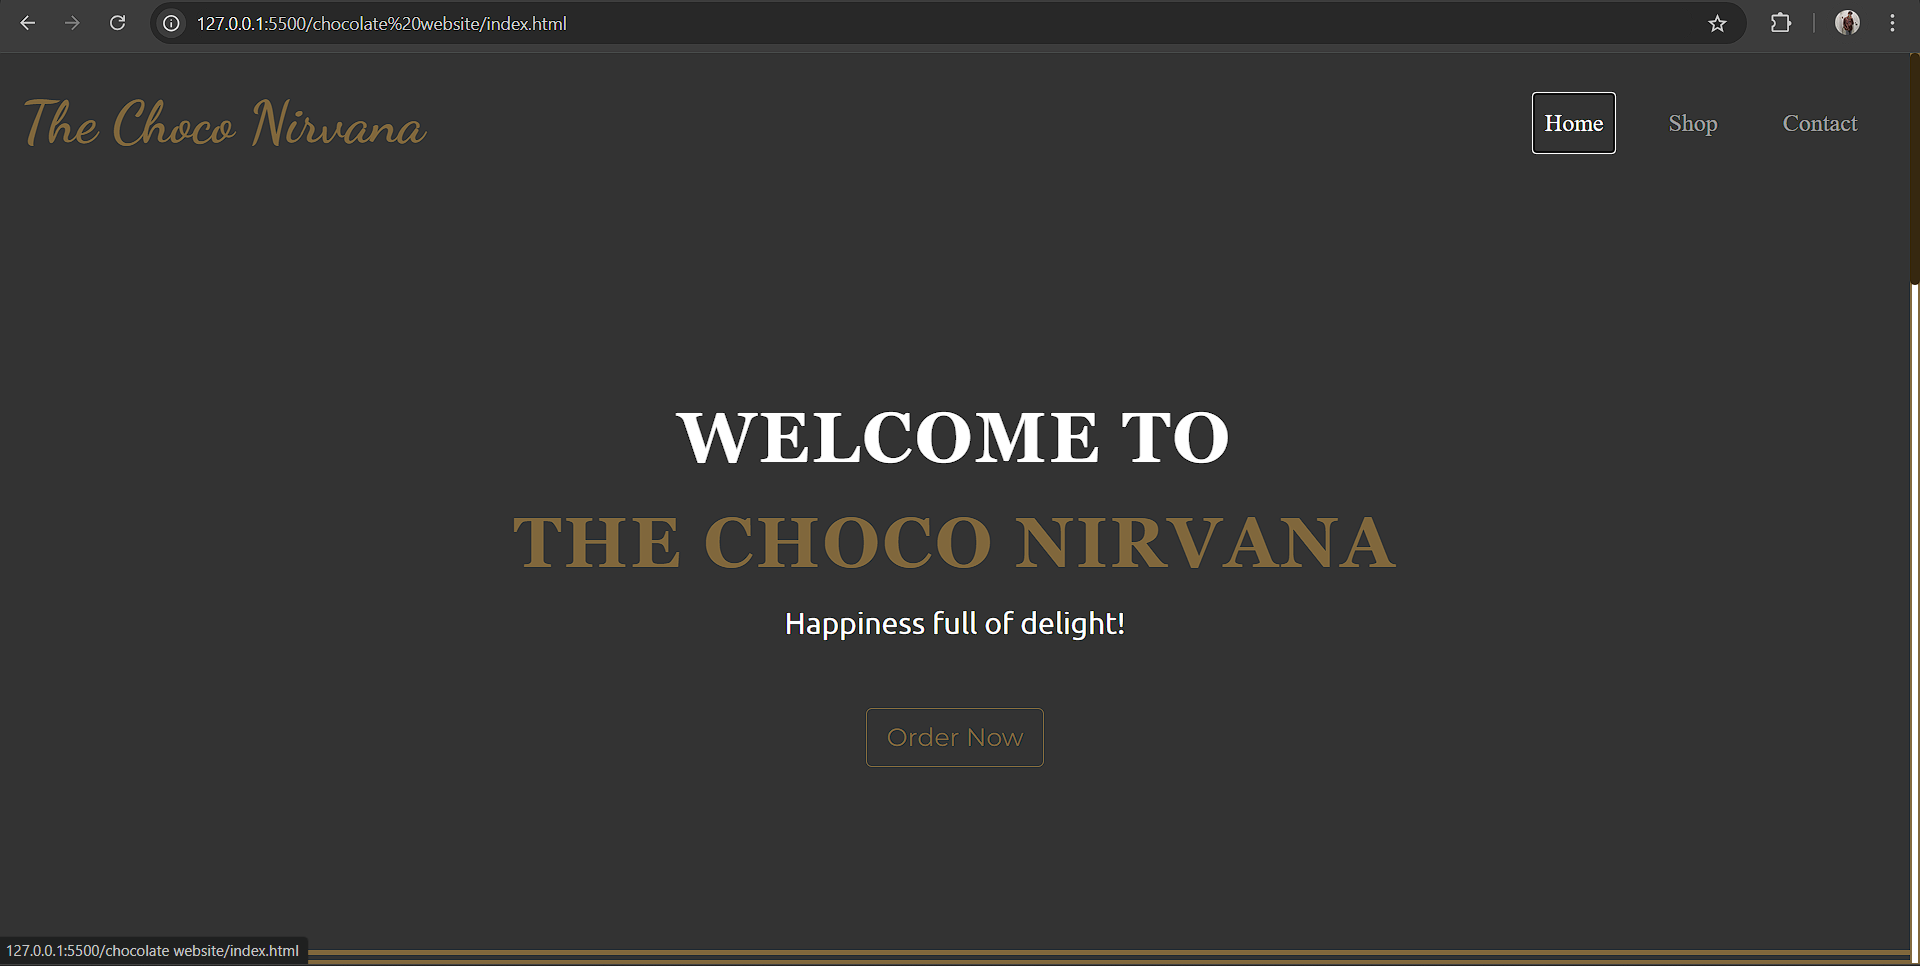 127.0.0.1:5500/chocolate%20website/index.html
The Choco Nirvana
Home
Shop
Contact
WELCOME TO
THE CHOCO NIRVANA
Happiness full of delight!
Order Now
127.0.0.1:5500/chocolate website/index.html